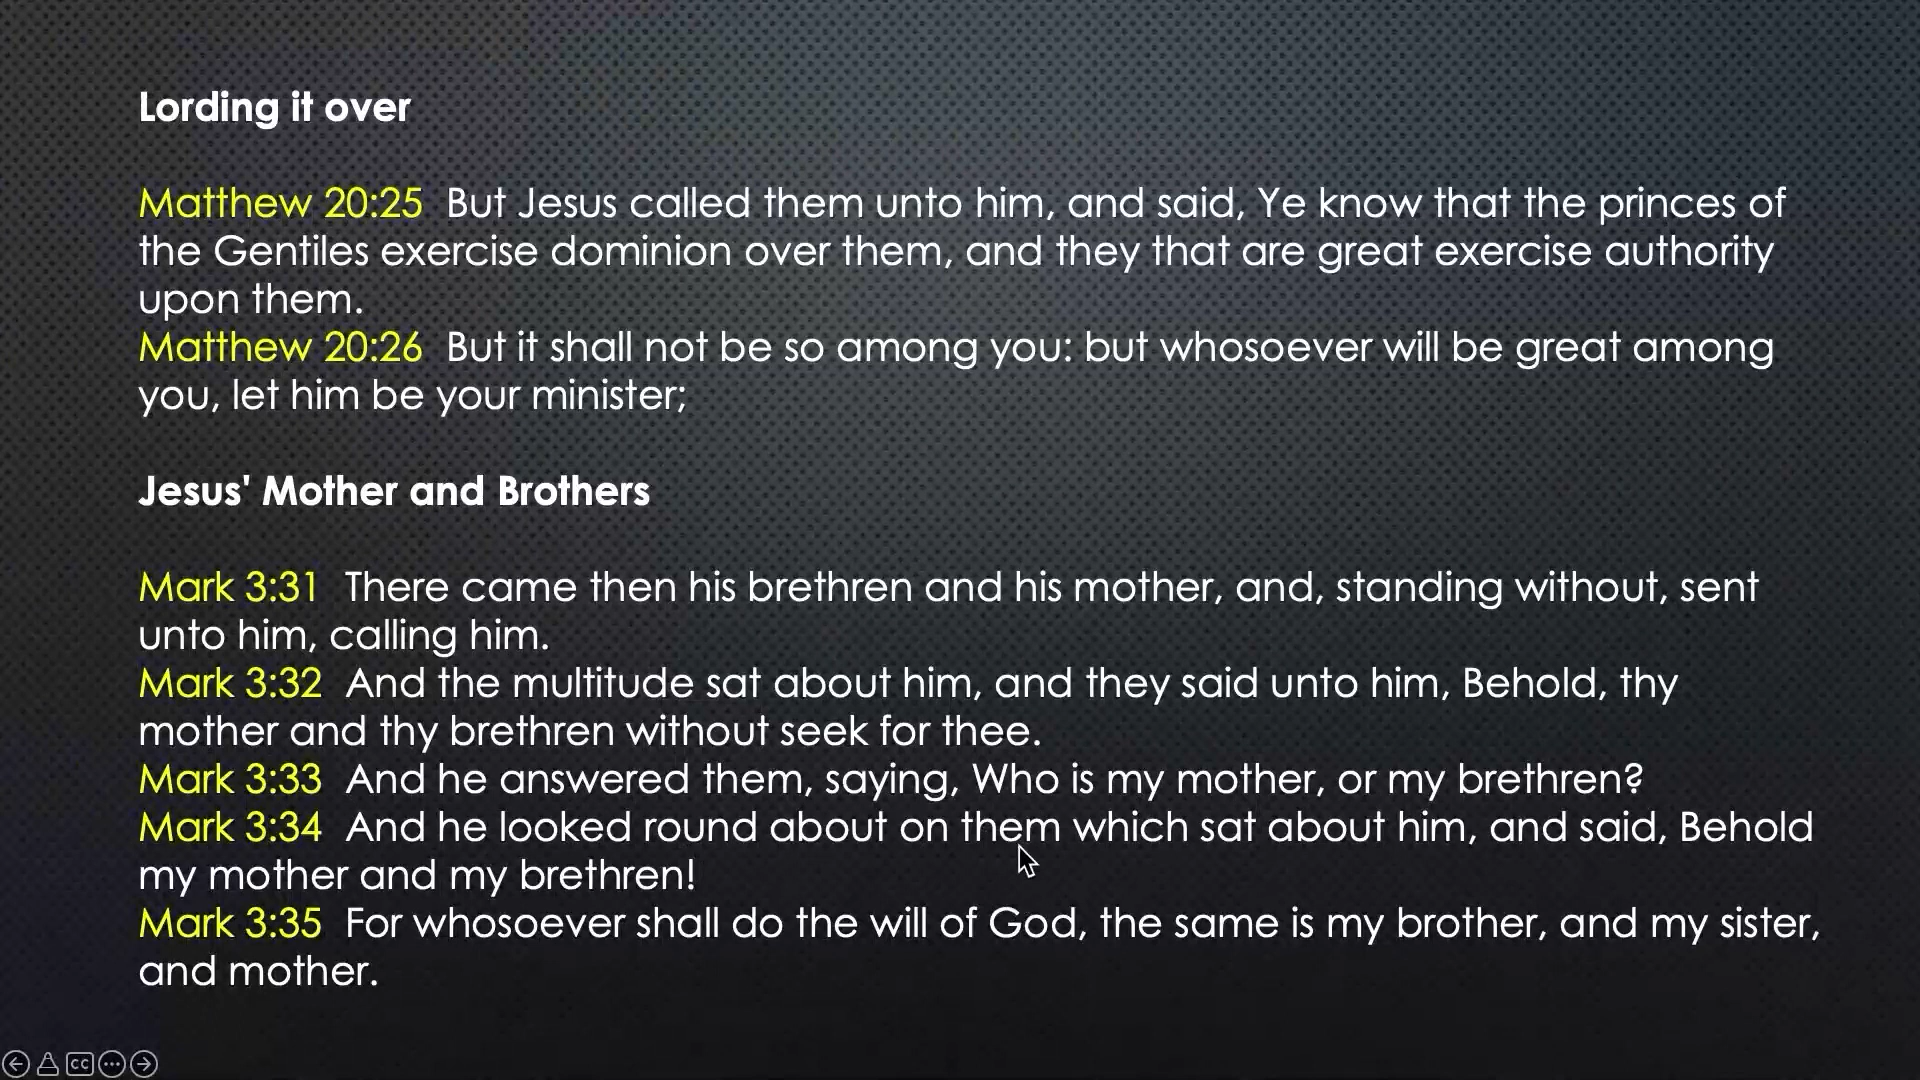 Lording it over
Matthew 20:25  But Jesus called them unto him, and said, Ye know that the princes of
the Gentiles exercise dominion over them, and they that are great exercise authority
upon them.
Matthew 20:26  But it shall not be so among you: but whosoever will be great among
you, let him be your minister;
Jesus' Mother and Brothers
Mark 3:31  There came then his brethren and his mother, and, standing without, sent
unto him, calling him.
Mark 3:32  And the multitude sat about him, and they said unto him, Behold, thy
mother and thy brethren without seek for thee.
Mark 3:33  And he answered them, saying, Who is my mother, or my brethren?
Mark 3:34  And he looked round about on them which sat about him, and said, Behold
my mother and my brethren!
Mark 3:35  For whosoever shall do the will of God, the same is my brother, and my sister,
and mother.
CC